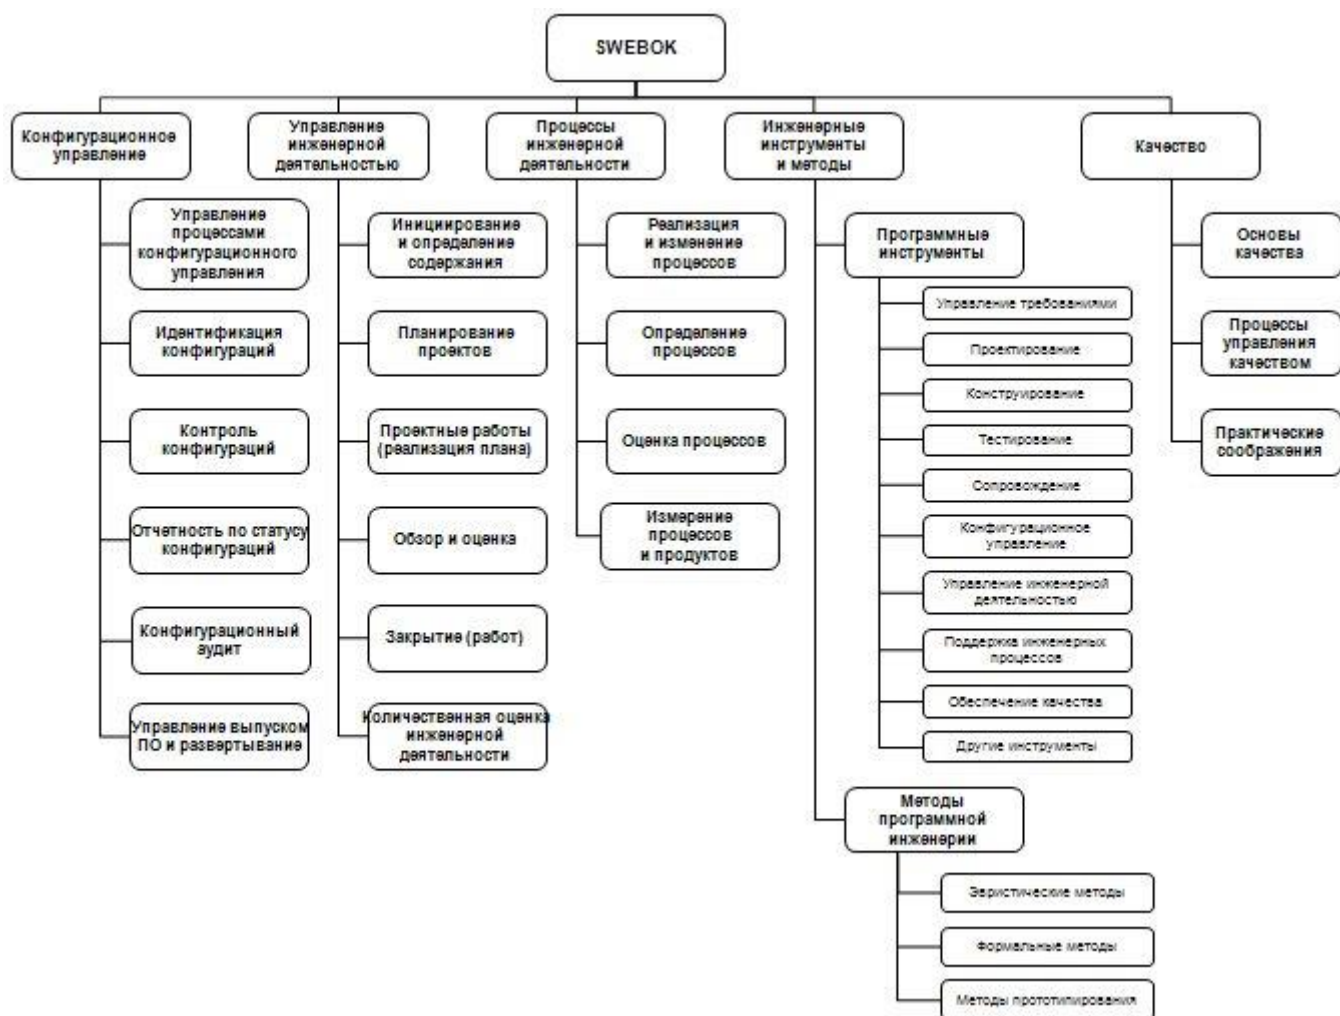 SWEBOK
Конфигурационное
управление
Управление
процессами
конфигурационного
управления
Идентификация
конфигураций
Контроль
конфигураций
Отчетность по статусу
конфигураций
Конфигурационный
аудит
Управление выпуском
ПО и развертывание
Управление
инженерной
деятельностью
Инициирование
и определение
содержания
Планирование
проектов
Проектные работы
(реализация плана)
Обзор и оценка
Закрытие (работ)
Количественная оценка
инженерной
деятельности
Процессы
инженерной
деятельности
Реализация
и изменение
процессов
Определение
процессов
Оценка процессов
Измерение
процессов
и продуктов
Инженерные
инструменты
и методы
Программные
инструменты
Управление требованиями
Проектирование
Конструирование
Тестирование
Сопровождение
Конфигурационное
управление
Управление инженерной
деятельностью
Поддержка инженерных
процессов
Обеспечение качества
Другие инструменты
Методы
программной
инженерии
Эвристические методы
Формальные методы
Методы прототипирования
Качество
Основы
качества
Процессы
управления
качеством
Практические
соображения